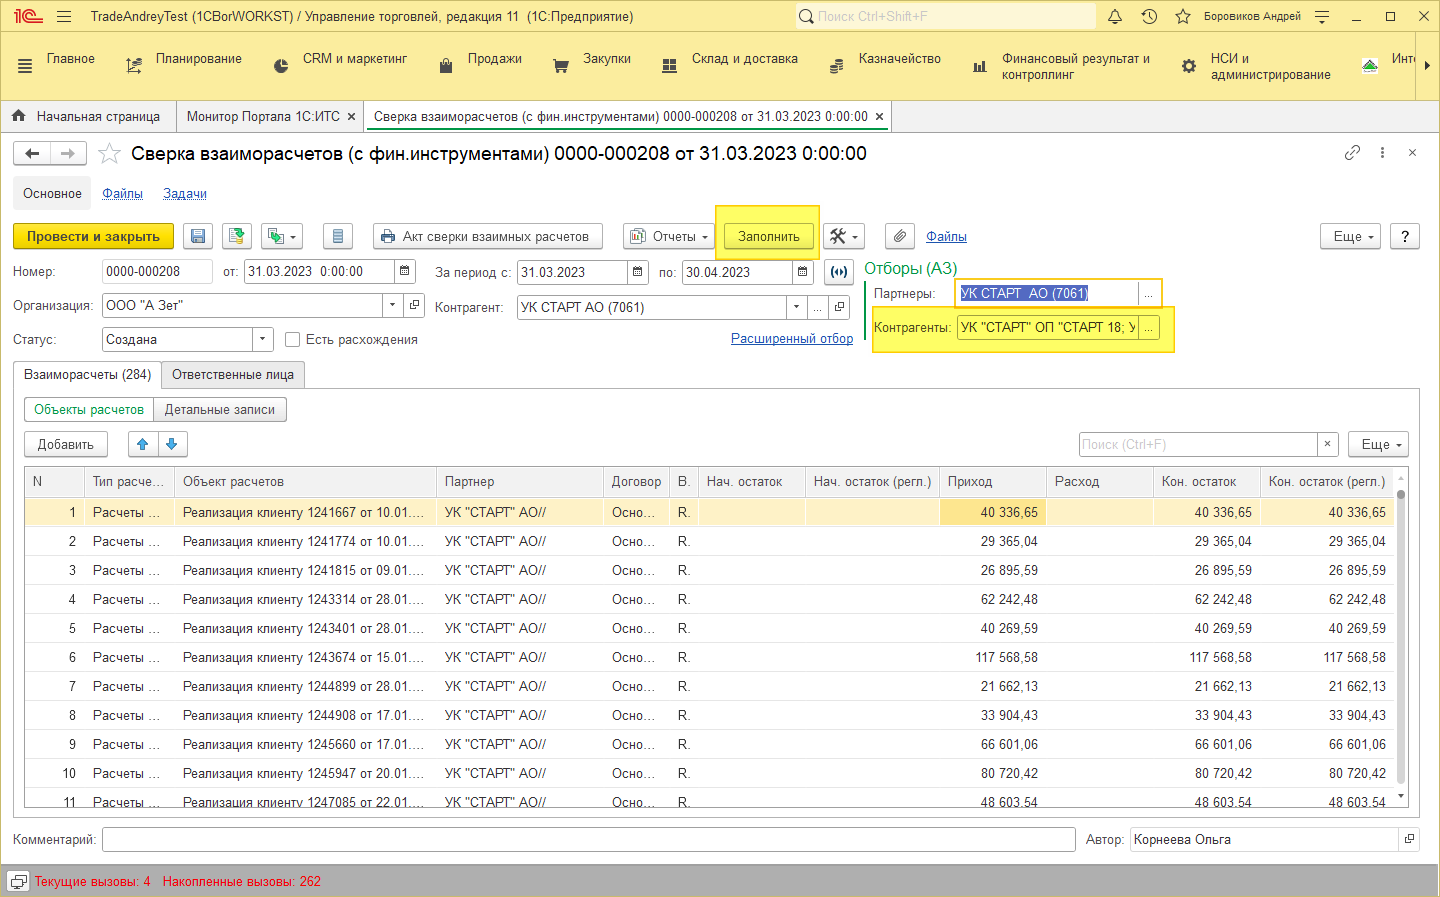 1С TradeAndreyTest (1CBorWORKST) / Управление торговлей, редакция 11 (1С:Предприятие) Поиск Ctrl+Shift+F Боровиков Андрей
Главное Планирование CRM и маркетинг Продажи Закупки Склад и доставка Казначейство Финансовый результат и НСИ и Инт
контроллинг администрирование
Начальная страница Монитор Портала 1С:ИТС × Сверка взаиморасчетов (с фин.инструментами) 0000-000208 от 31.03.2023 0:00:00 ×
Сверка взаиморасчетов (с фин.инструментами) 0000-000208 от 31.03.2023 0:00:00
Основное Файлы Задачи
Провести и закрыть Акт сверки взаимных расчетов Отчеты Заполнить Файлы Еще ?
Номер: 0000-000208 от: 31.03.2023 0:00:00 За период с: 31.03.2023 по: 30.04.2023 Отборы (АЗ)
Партнеры: УК СТАРТ АО (7061) ...
Организация: ООО "А Зет" Контрагент: УК СТАРТ АО (7061) ...
Контрагенты: УК "СТАРТ" ОП "СТАРТ 18; У ...
Статус: Создана Есть расхождения Расширенный отбор
Взаиморасчеты (284) Ответственные лица
Объекты расчетов Детальные записи
Добавить Поиск (Ctrl+F) × Еще
N Тип расче... Объект расчетов Партнер Договор В. Нач. остаток Нач. остаток (регл.) Приход Расход Кон. остаток Кон. остаток (регл.)
1 Расчеты ... Реализация клиенту 1241667 от 10.01.... УК "СТАРТ" АО// Осно... R. 40 336,65 40 336,65 40 336,65
2 Расчеты ... Реализация клиенту 1241774 от 10.01.... УК "СТАРТ" АО// Осно... R. 29 365,04 29 365,04 29 365,04
3 Расчеты ... Реализация клиенту 1241815 от 09.01.... УК "СТАРТ" АО// Осно... R. 26 895,59 26 895,59 26 895,59
4 Расчеты ... Реализация клиенту 1243314 от 28.01.... УК "СТАРТ" АО// Осно... R. 62 242,48 62 242,48 62 242,48
5 Расчеты ... Реализация клиенту 1243401 от 28.01.... УК "СТАРТ" АО// Осно... R. 40 269,59 40 269,59 40 269,59
6 Расчеты ... Реализация клиенту 1243674 от 15.01.... УК "СТАРТ" АО// Осно... R. 117 568,58 117 568,58 117 568,58
7 Расчеты ... Реализация клиенту 1244899 от 28.01.... УК "СТАРТ" АО// Осно... R. 21 662,13 21 662,13 21 662,13
8 Расчеты ... Реализация клиенту 1244908 от 17.01.... УК "СТАРТ" АО// Осно... R. 33 904,43 33 904,43 33 904,43
9 Расчеты ... Реализация клиенту 1245660 от 17.01.... УК "СТАРТ" АО// Осно... R. 66 601,06 66 601,06 66 601,06
10 Расчеты ... Реализация клиенту 1245947 от 20.01.... УК "СТАРТ" АО// Осно... R. 80 720,42 80 720,42 80 720,42
11 Расчеты ... Реализация клиенту 1247085 от 22.01.... УК "СТАРТ" АО// Осно... R. 48 603,54 48 603,54 48 603,54
Комментарий: Автор: Корнеева Ольга
Текущие вызовы: 4 Накопленные вызовы: 262